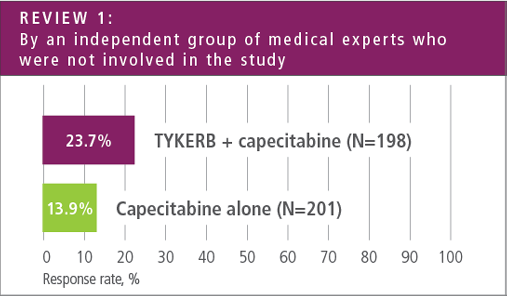 REVIEW 1:
By an independent group of medical experts who
were not involved in the study
23.7%
TYKERB + capecitabine (N=198)
13.9%
Capecitabine alone (N=201)
0 10 20 30 40 50 60 70 80 90 100
Response rate, %